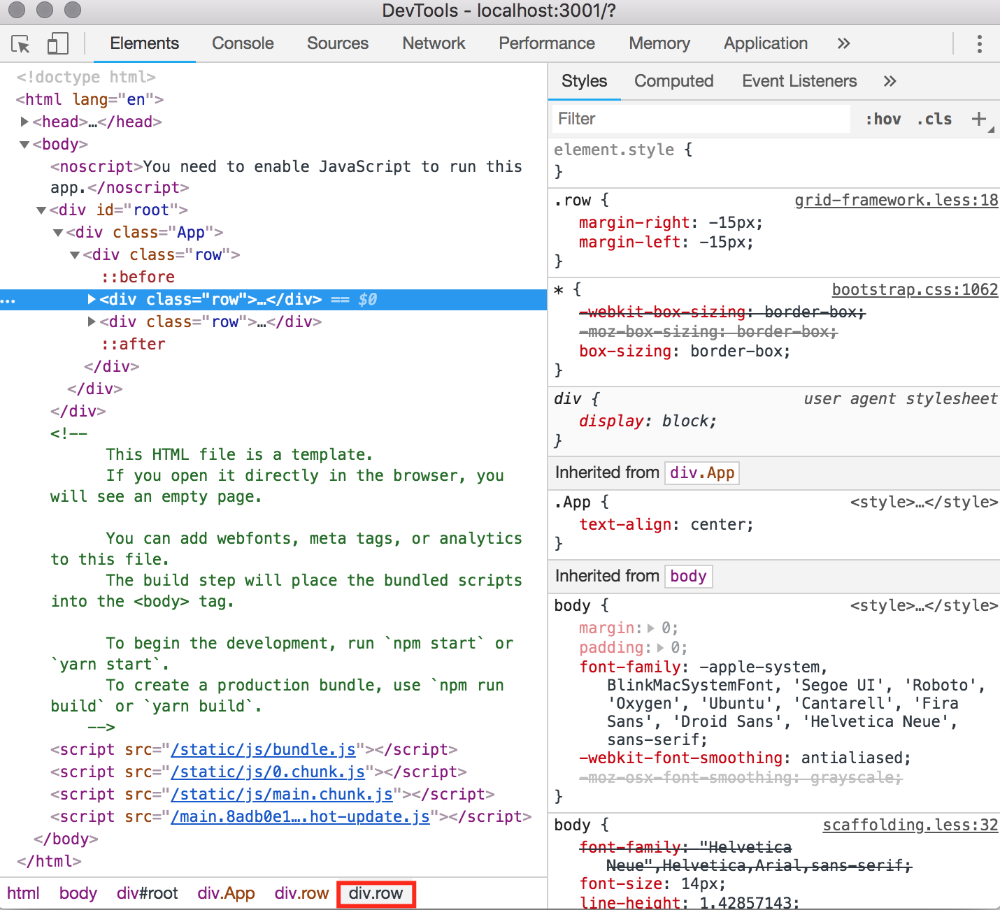 DevTools - localhost:3001/?
Elements Console Sources Network Performance Memory Application »
<!doctype html>
<html lang="en">
▶<head>…</head>
▼<body>
<noscript>You need to enable JavaScript to run this
app.</noscript>
▼<div id="root">
▼<div class="App">
▼<div class="row">
::before
… ▶<div class="row">…</div> == $0
▶<div class="row">…</div>
::after
</div>
</div>
</div>
<!--
This HTML file is a template.
If you open it directly in the browser, you
will see an empty page.
You can add webfonts, meta tags, or analytics
to this file.
The build step will place the bundled scripts
into the <body> tag.
To begin the development, run `npm start` or
`yarn start`.
To create a production bundle, use `npm run
build` or `yarn build`.
-->
<script src="/static/js/bundle.js"></script>
<script src="/static/js/0.chunk.js"></script>
<script src="/static/js/main.chunk.js"></script>
<script src="/main.8adb0e1….hot-update.js"></script>
</body>
</html>
html body div#root div.App div.row div.row
Styles Computed Event Listeners »
Filter :hov .cls +
element.style {
}
.row { grid-framework.less:18
margin-right: -15px;
margin-left: -15px;
}
* { bootstrap.css:1062
-webkit-box-sizing: border-box;
-moz-box-sizing: border-box;
box-sizing: border-box;
}
div { user agent stylesheet
display: block;
}
Inherited from div.App
.App { <style>…</style>
text-align: center;
}
Inherited from body
body { <style>…</style>
margin:▶ 0;
padding:▶ 0;
font-family: -apple-system,
BlinkMacSystemFont, 'Segoe UI', 'Roboto',
'Oxygen', 'Ubuntu', 'Cantarell', 'Fira
Sans', 'Droid Sans', 'Helvetica Neue',
sans-serif;
-webkit-font-smoothing: antialiased;
-moz-osx-font-smoothing: grayscale;
}
body { scaffolding.less:32
font-family: "Helvetica
Neue",Helvetica,Arial,sans-serif;
font-size: 14px;
line-height: 1.42857143;